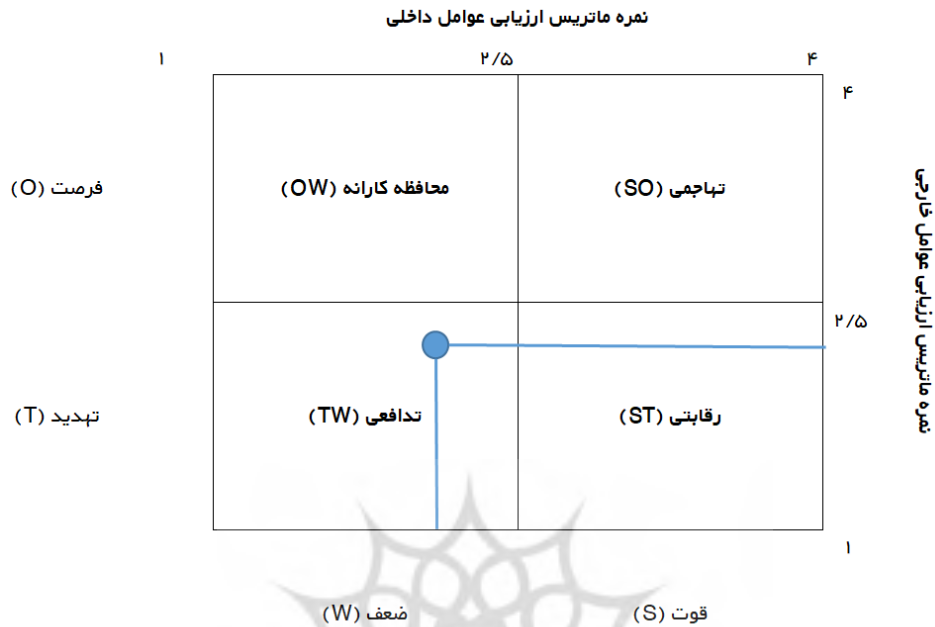 نمره ماتریس ارزیابی عوامل داخلی
۴
۲/۵
۱
۴
تهاجمی (SO)
محافظه کارانه (OW)
فرصت (O)
نمره ماتریس ارزیابی عوامل خارجی
۲/۵
رقابتی (ST)
تدافعی (TW)
تهدید (T)
۱
قوت (S)
ضعف (W)